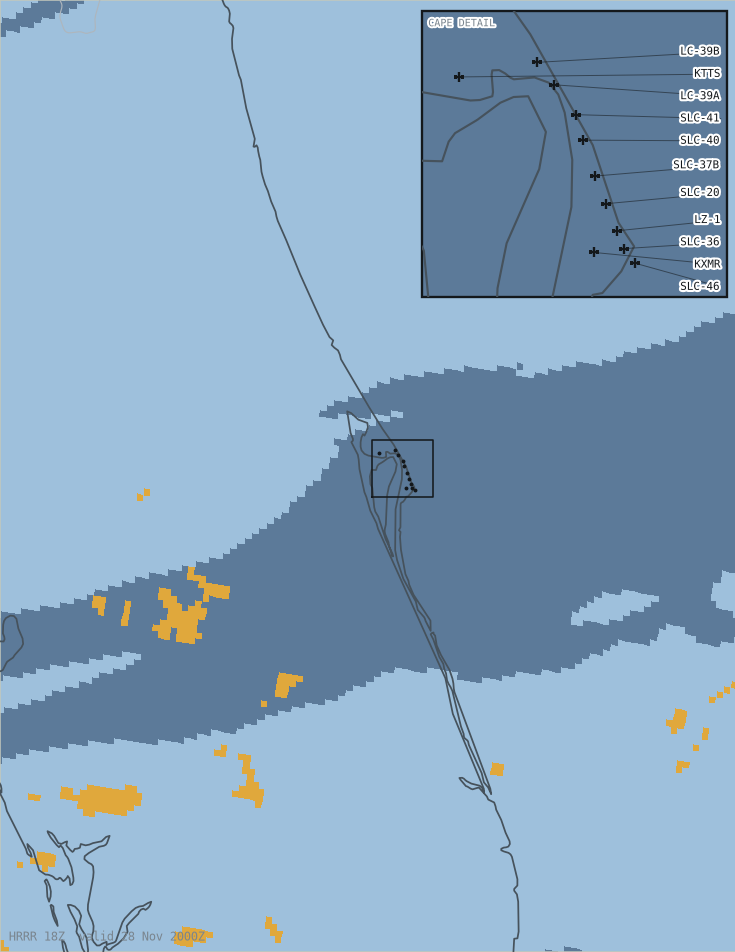 CAPE DETAIL
LC-39B
KTTS
LC-39A
SLC-41
SLC-40
SLC-37B
SLC-20
LZ-1
SLC-36
KXMR
SLC-46
HRRR 18Z  valid 28 Nov 2000Z